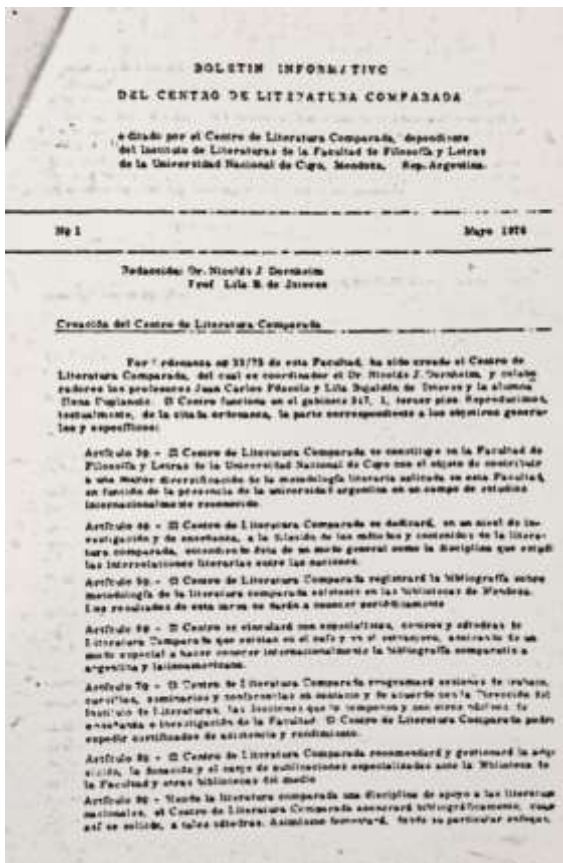 BOLETIN INFORMATIVO
DEL CENTRO DE LITERATURA COMPARADA
editado por el Centro de Literatura Comparada, dependiente
del Instituto de Literaturas de la Facultad de Filosofía y Letras
de la Universidad Nacional de Cuyo, Mendoza, Rep. Argentina.
Nº 1 Mayo 1976
Redacción: Dr. Nicolás J. Dornheim
Prof. Lila B. de
Creación del Centro de Literatura Comparada
Por Ordenanza nº 33/75 de esta Facultad, ha sido creado el Centro de
Literatura Comparada, del cual es coordinador el Dr. Nicolás J. Dornheim, y colabo
radores los profesores Juan Carlos y Lila Bujaldón de y la alumna
Elena Duplancic. El Centro funciona en el gabinete 3, tercer piso. Reproducimos,
textualmente, de la citada ordenanza, la parte correspondiente a los objetivos genera
les y específicos:
Artículo 3º - El Centro de Literatura Comparada se constituye en la Facultad de
Filosofía y Letras de la Universidad Nacional de Cuyo con el objeto de contribuir
a una mayor diversificación de la metodología literaria aplicada en esta Facultad,
en función de la presencia de la universidad argentina en un campo de estudios
internacionalmente reconocido.
Artículo 4º - El Centro de Literatura Comparada se dedicará, en un nivel de in-
vestigación y de enseñanza, a la de los métodos y contenidos de la litera-
tura comparada, entendiendo ésta de un modo general como la disciplina que estudia
las interrelaciones literarias entre las naciones.
Artículo 5º - El Centro de Literatura Comparada registrará la bibliografía sobre
metodología de la literatura comparada existente en las bibliotecas de Mendoza.
Los resultados de esta tarea se darán a conocer periódicamente
Artículo 6º - El Centro se vinculará con especialistas, centros y cátedras de
Literatura Comparada que existan en el país y en el extranjero, de un
modo especial a hacer conocer internacionalmente la bibliografía comparatista
argentina y latinoamericana.
Artículo 7º - El Centro de Literatura Comparada programará sesiones de trabajo,
cursillos, seminarios y conferencias en contacto y de acuerdo con la Dirección del
Instituto de Literaturas, las Secciones que lo componen y con otros núcleos de
enseñanza e investigación de la Facultad. El Centro de Literatura Comparada podrá
expedir certificados de asistencia y rendimiento.
Artículo 8º - El Centro de Literatura Comparada recomendará y gestionará la adqui
sición, la donación y el canje de publicaciones especializadas ante la Biblioteca de
la Facultad y otras bibliotecas del medio
Artículo 9º - Siendo la literatura comparada una disciplina de apoyo a las literaturas
nacionales, el Centro de Literatura Comparada asesorará bibliográficamente, cuando
así se solicite, a tales cátedras. Asimismo fomentará, desde su particular enfoque,